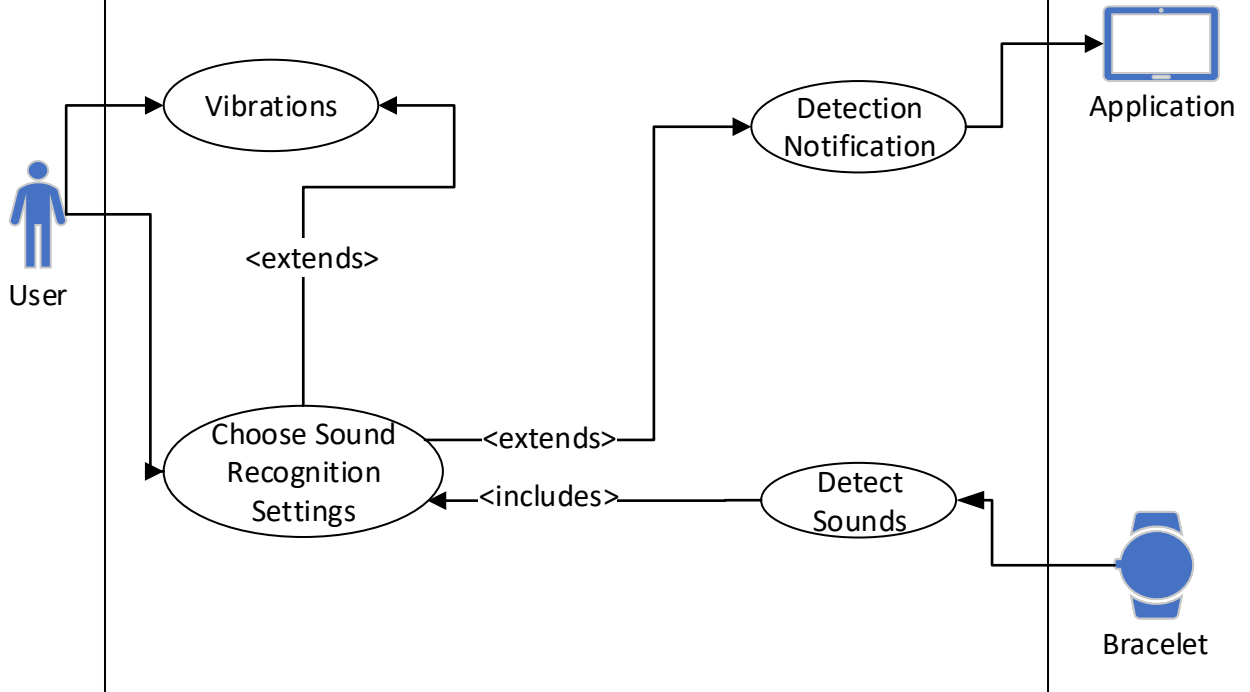 Vibrations
Detection
Notification
Application
User
<extends>
Choose Sound
Recognition
Settings
<extends>
<includes>
Detect
Sounds
Bracelet